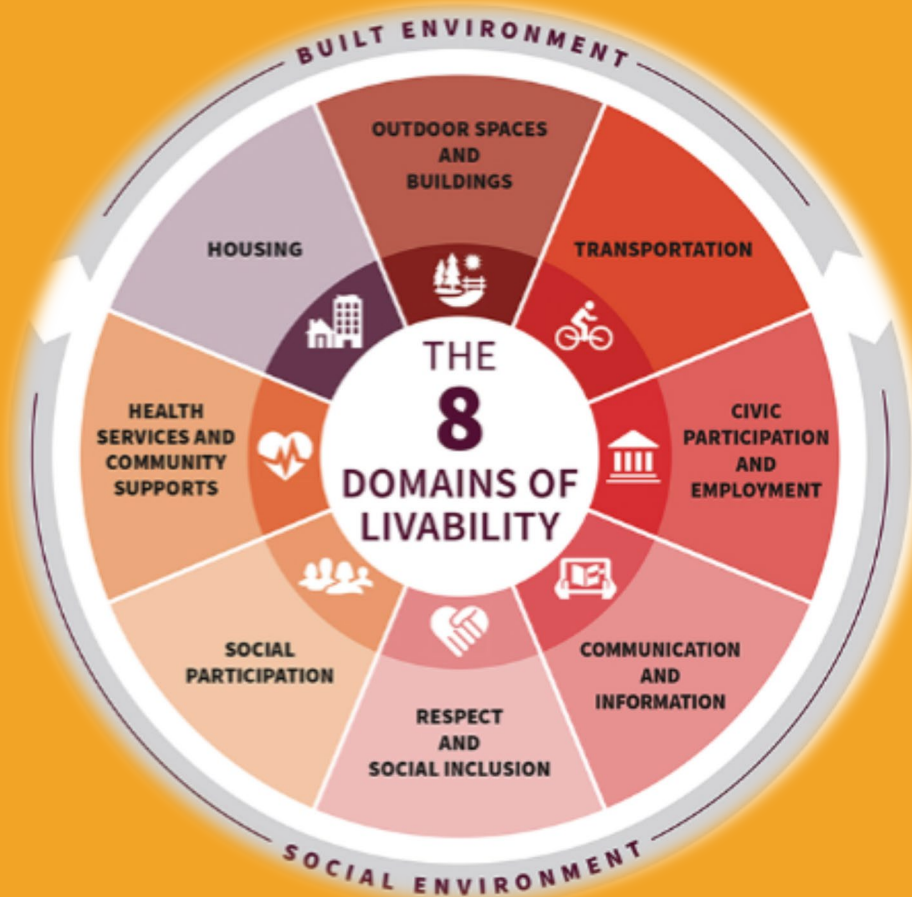 BUILT ENVIRONMENT
OUTDOOR SPACES
AND
BUILDINGS
TRANSPORTATION
CIVIC
PARTICIPATION
AND
EMPLOYMENT
COMMUNICATION
AND
INFORMATION
RESPECT
AND
SOCIAL INCLUSION
SOCIAL
PARTICIPATION
HEALTH
SERVICES AND
COMMUNITY
SUPPORTS
HOUSING
THE
8
DOMAINS OF
LIVABILITY
SOCIAL ENVIRONMENT